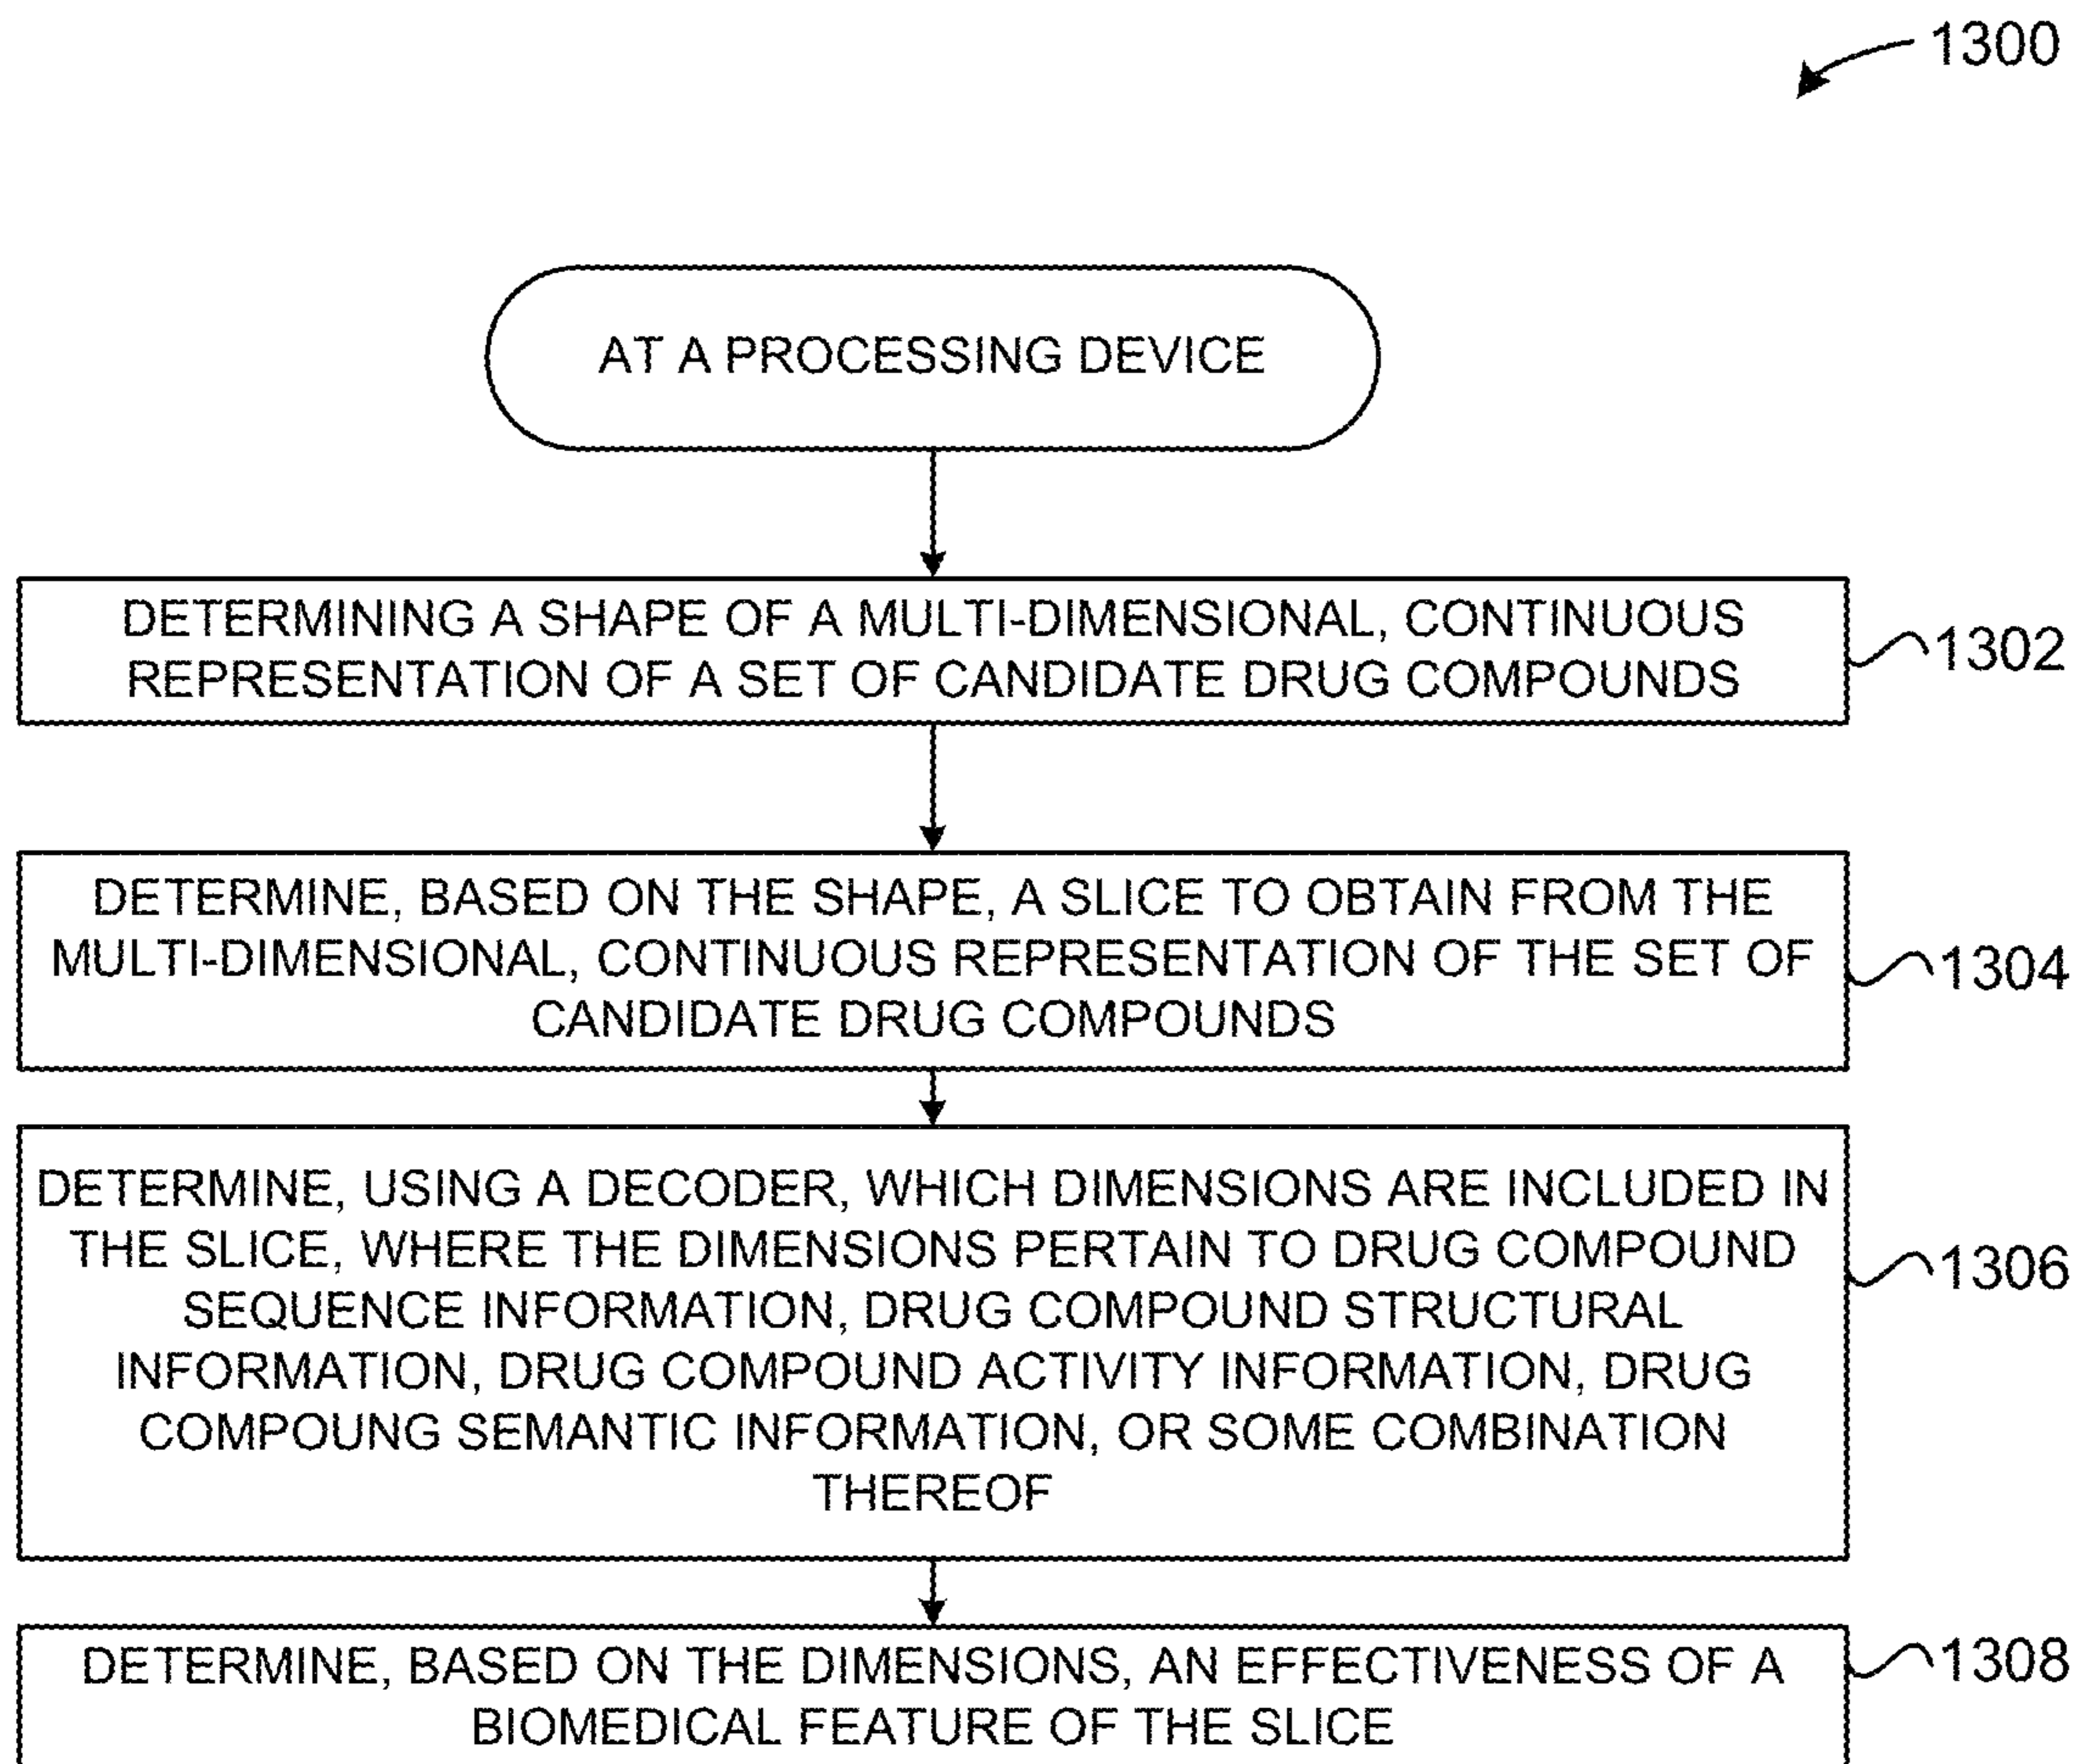 1300
AT A PROCESSING DEVICE
DETERMINING A SHAPE OF A MULTI-DIMENSIONAL, CONTINUOUS
REPRESENTATION OF A SET OF CANDIDATE DRUG COMPOUNDS
1302
DETERMINE, BASED ON THE SHAPE, A SLICE TO OBTAIN FROM THE
MULTI-DIMENSIONAL, CONTINUOUS REPRESENTATION OF THE SET OF
CANDIDATE DRUG COMPOUNDS
1304
DETERMINE, USING A DECODER, WHICH DIMENSIONS ARE INCLUDED IN
THE SLICE, WHERE THE DIMENSIONS PERTAIN TO DRUG COMPOUND
SEQUENCE INFORMATION, DRUG COMPOUND STRUCTURAL
INFORMATION, DRUG COMPOUND ACTIVITY INFORMATION, DRUG
COMPOUNG SEMANTIC INFORMATION, OR SOME COMBINATION
THEREOF
1306
DETERMINE, BASED ON THE DIMENSIONS, AN EFFECTIVENESS OF A
BIOMEDICAL FEATURE OF THE SLICE
1308